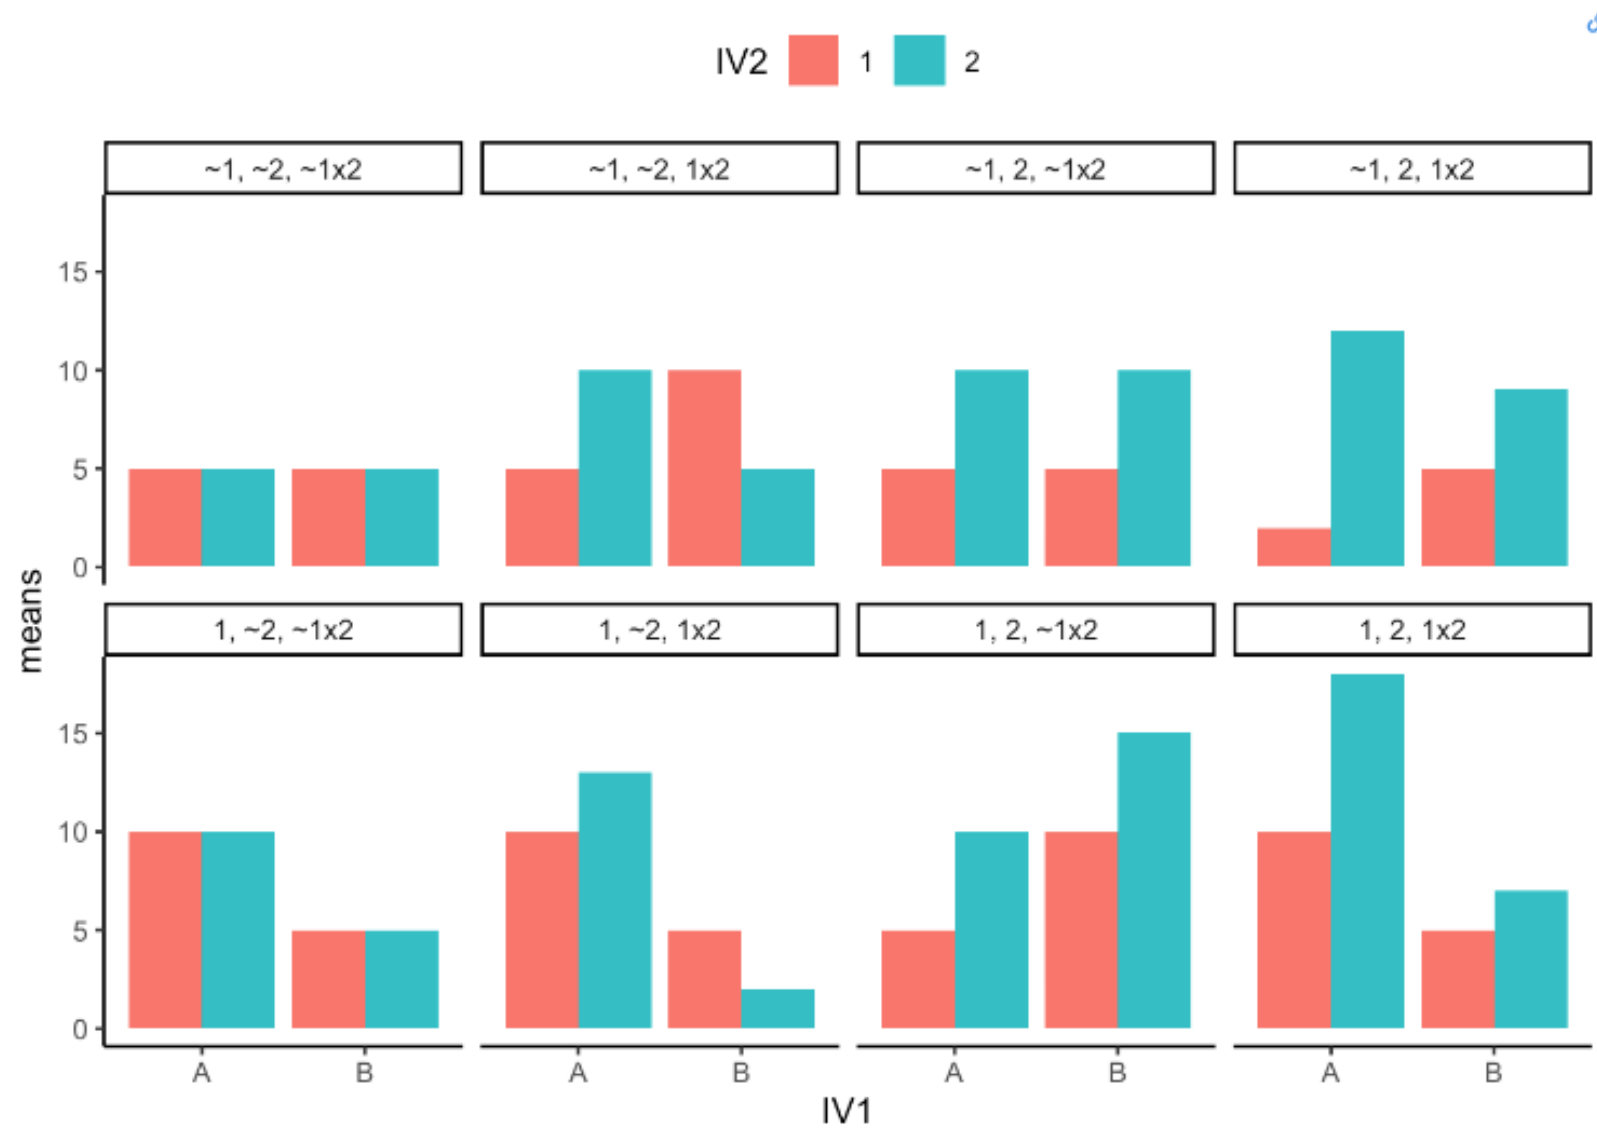 IV2 1 2
~1, ~2, ~1x2 ~1, ~2, 1x2 ~1, 2, ~1x2 ~1, 2, 1x2
15
10
5
0
means
1, ~2, ~1x2 1, ~2, 1x2 1, 2, ~1x2 1, 2, 1x2
15
10
5
0
A B A B A B A B
IV1